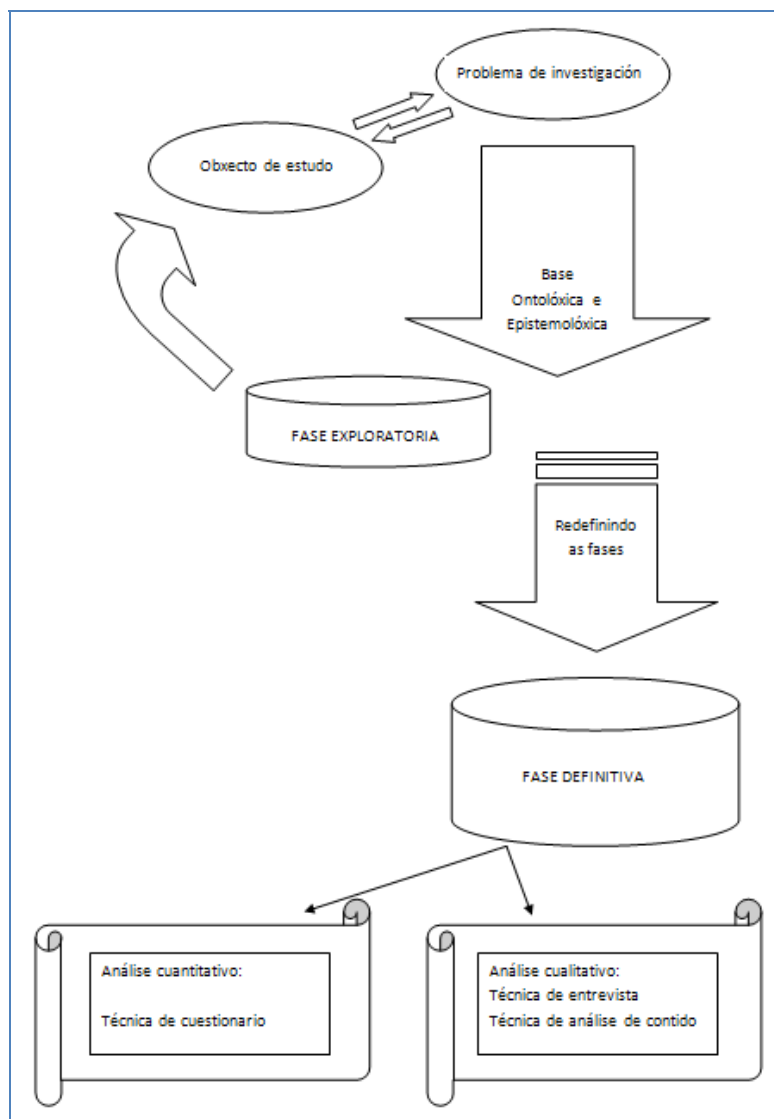 Problema de investigación
Obxecto de estudo
Base
Ontolóxica e
Epistemolóxica
FASE EXPLORATORIA
Redefinindo
as fases
FASE DEFINITIVA
Análise cuantitativo:
Técnica de cuestionario
Análise cualitativo:
Técnica de entrevista
Técnica de análise de contido